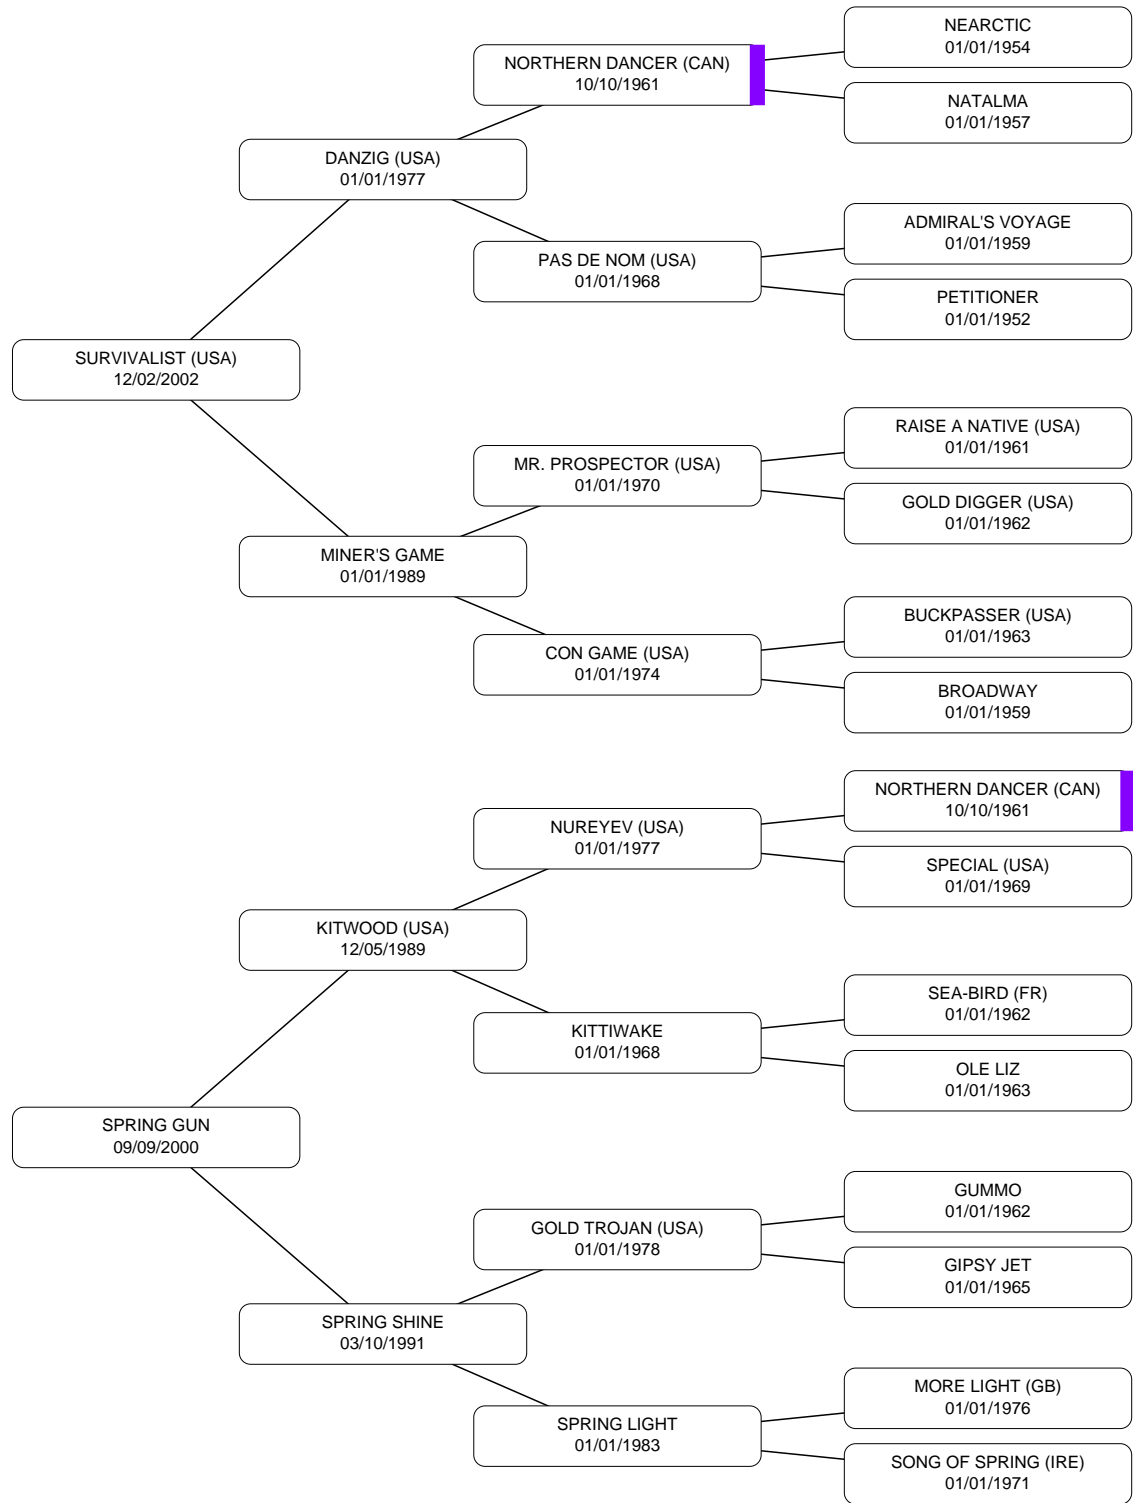 NEARCTIC
01/01/1954
NORTHERN DANCER (CAN)
10/10/1961
NATALMA
01/01/1957
DANZIG (USA)
01/01/1977
ADMIRAL'S VOYAGE
01/01/1959
PAS DE NOM (USA)
01/01/1968
PETITIONER
01/01/1952
SURVIVALIST (USA)
12/02/2002
RAISE A NATIVE (USA)
01/01/1961
MR. PROSPECTOR (USA)
01/01/1970
GOLD DIGGER (USA)
01/01/1962
MINER'S GAME
01/01/1989
BUCKPASSER (USA)
01/01/1963
CON GAME (USA)
01/01/1974
BROADWAY
01/01/1959
NORTHERN DANCER (CAN)
10/10/1961
NUREYEV (USA)
01/01/1977
SPECIAL (USA)
01/01/1969
KITWOOD (USA)
12/05/1989
SEA-BIRD (FR)
01/01/1962
KITTIWAKE
01/01/1968
OLE LIZ
01/01/1963
SPRING GUN
09/09/2000
GUMMO
01/01/1962
GOLD TROJAN (USA)
01/01/1978
GIPSY JET
01/01/1965
SPRING SHINE
03/10/1991
MORE LIGHT (GB)
01/01/1976
SPRING LIGHT
01/01/1983
SONG OF SPRING (IRE)
01/01/1971